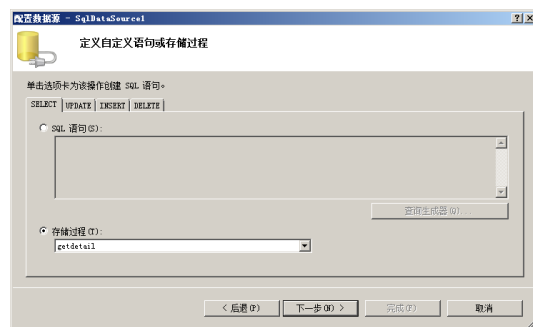 配置数据源 - SqlDataSource1
定义自定义语句或存储过程
单击选项卡为该操作创建 SQL 语句。
SELECT UPDATE INSERT DELETE
SQL 语句(S):
查询生成器(Q)...
存储过程(T):
getdetail
< 后退(P) 下一步(N) > 完成(F) 取消